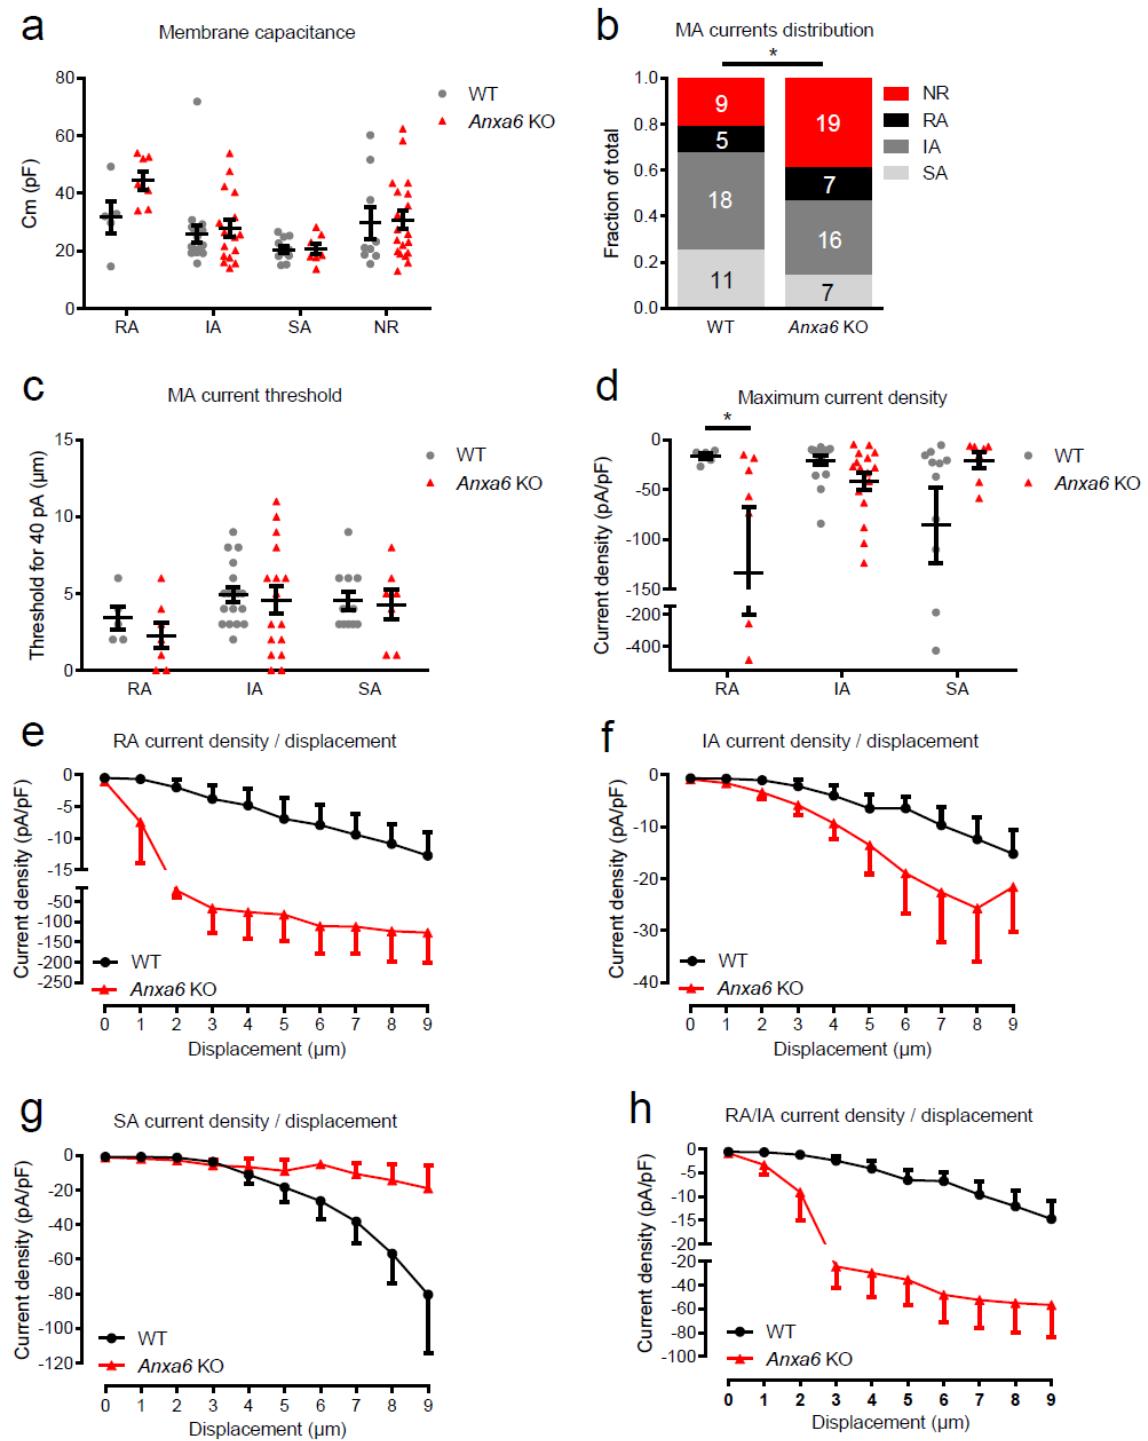 a
Membrane capacitance
80
60
40
20
0
Cm (pF)
RA IA SA NR
WT
Anxa6 KO
b
MA currents distribution
*
1.0
0.8
0.6
0.4
0.2
0.0
Fraction of total
9
5
18
11
19
7
16
7
WT Anxa6 KO
NR
RA
IA
SA
c
MA current threshold
15
10
5
0
Threshold for 40 pA (µm)
RA IA SA
WT
Anxa6 KO
d
Maximum current density
*
0
-50
-100
-150
-200
-400
Current density (pA/pF)
RA IA SA
WT
Anxa6 KO
e
RA current density / displacement
0
-5
-10
-15
-50
-100
-150
-200
-250
Current density (pA/pF)
WT
Anxa6 KO
0 1 2 3 4 5 6 7 8 9
Displacement (µm)
f
IA current density / displacement
0
-10
-20
-30
-40
Current density (pA/pF)
WT
Anxa6 KO
0 1 2 3 4 5 6 7 8 9
Displacement (µm)
g
SA current density / displacement
0
-20
-40
-60
-80
-100
-120
Current density (pA/pF)
WT
Anxa6 KO
0 1 2 3 4 5 6 7 8 9
Displacement (µm)
h
RA/IA current density / displacement
0
-5
-10
-15
-20
-20
-40
-60
-80
-100
Current density (pA/pF)
WT
Anxa6 KO
0 1 2 3 4 5 6 7 8 9
Displacement (µm)